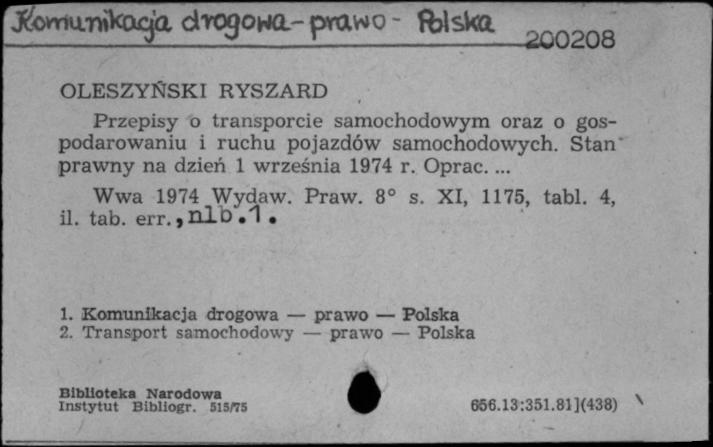 Komunikacja drogowa - prawo - Polska
200208
OLESZYŃSKI RYSZARD
Przepisy o transporcie samochodowym oraz o gos-
podarowaniu i ruchu pojazdów samochodowych. Stan
prawny na dzień 1 września 1974 r. Oprac. ...
Wwa 1974 Wydaw. Praw. 8° s. XI, 1175, tabl. 4,
il. tab. err., nlb. 1.
1. Komunikacja drogowa — prawo — Polska
2. Transport samochodowy — prawo — Polska
Biblioteka Narodowa
Instytut Bibliogr. 515/75
656.13:351.81](438)